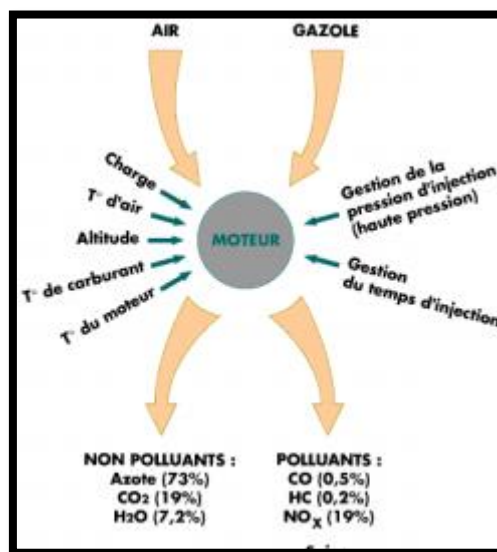 AIR
GAZOLE
Charge
T° d'air
Altitude
T° de carburant
T° du moteur
MOTEUR
Gestion de la
pression d'injection
(haute pression)
Gestion
du temps d'injection
NON POLLUANTS :
Azote (73%)
CO2 (19%)
H2O (7,2%)
POLLUANTS :
CO (0,5%)
HC (0,2%)
NOX (19%)